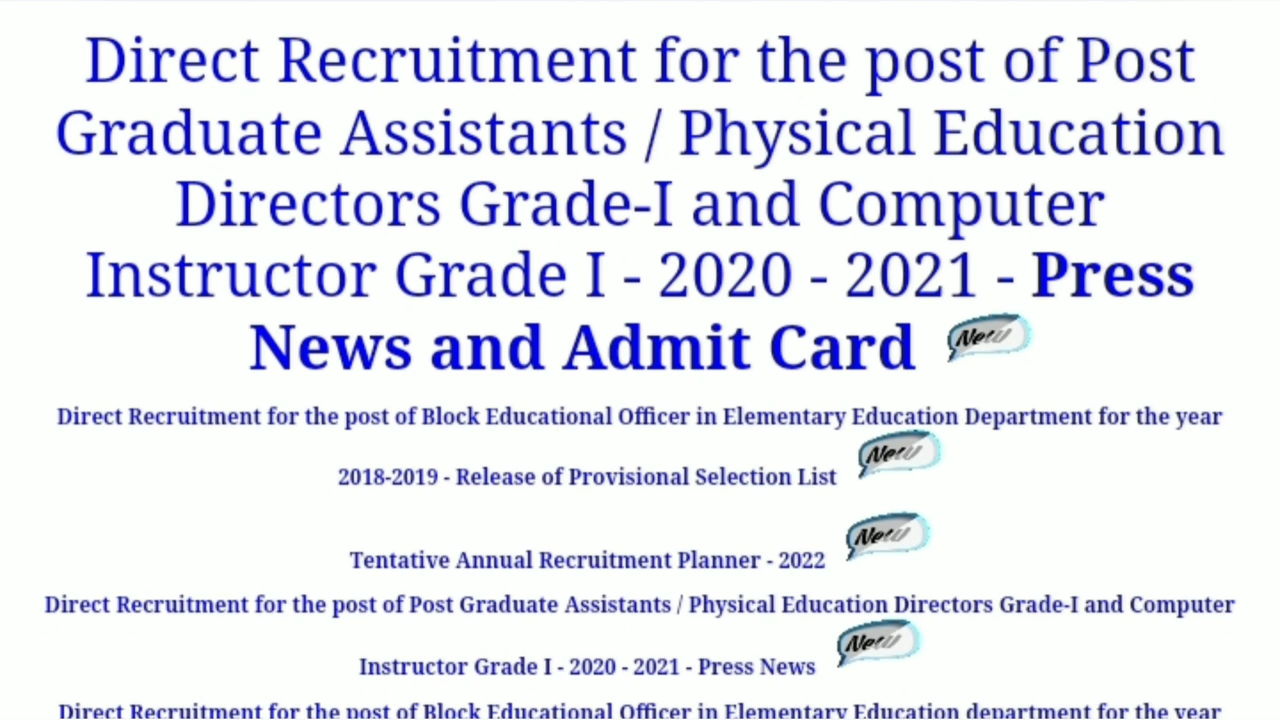 Direct Recruitment for the post of Post
Graduate Assistants / Physical Education
Directors Grade-I and Computer
Instructor Grade I - 2020 - 2021 - Press
News and Admit Card New
Direct Recruitment for the post of Block Educational Officer in Elementary Education Department for the year
2018-2019 - Release of Provisional Selection List New
Tentative Annual Recruitment Planner - 2022 New
Direct Recruitment for the post of Post Graduate Assistants / Physical Education Directors Grade-I and Computer
Instructor Grade I - 2020 - 2021 - Press News New
Direct Recruitment for the post of Block Educational Officer in Elementary Education department for the year